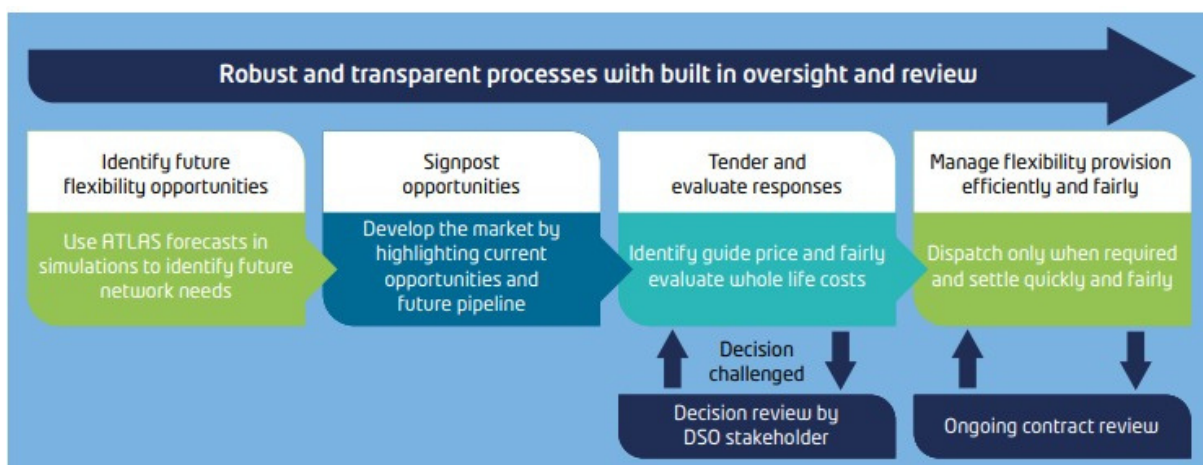 Robust and transparent processes with built in oversight and review
Identify future
flexibility opportunities
Use ATLAS forecasts in
simulations to identify future
network needs
Signpost
opportunities
Develop the market by
highlighting current
opportunities and
future pipeline
Tender and
evaluate responses
Identify guide price and fairly
evaluate whole life costs
Manage flexibility provision
efficiently and fairly
Dispatch only when required
and settle quickly and fairly
Decision
challenged
Decision review by
DSO stakeholder
Ongoing contract review